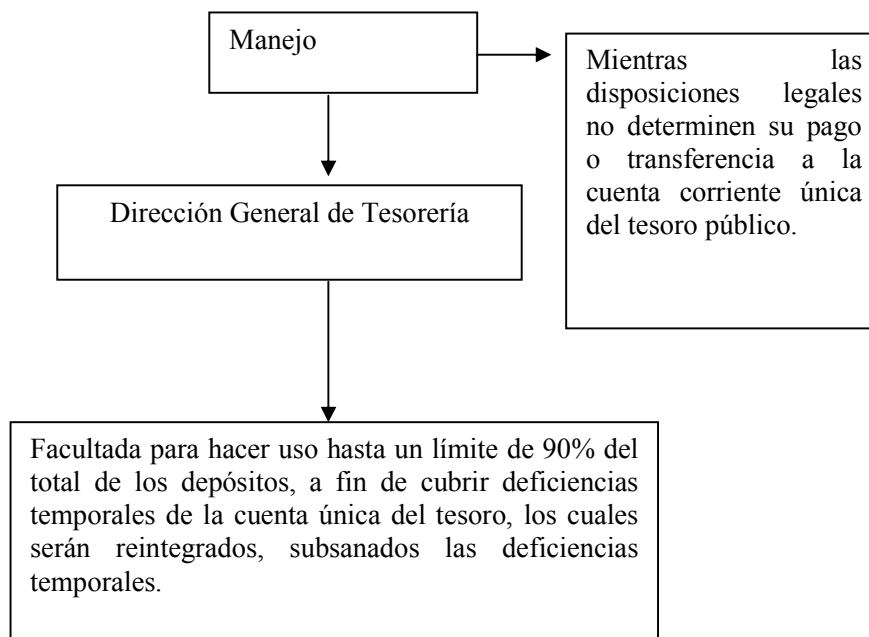 Manejo
Mientras las
disposiciones legales
no determinen su pago
o transferencia a la
cuenta corriente única
del tesoro público.
Dirección General de Tesorería
Facultada para hacer uso hasta un límite de 90% del
total de los depósitos, a fin de cubrir deficiencias
temporales de la cuenta única del tesoro, los cuales
serán reintegrados, subsanados las deficiencias
temporales.